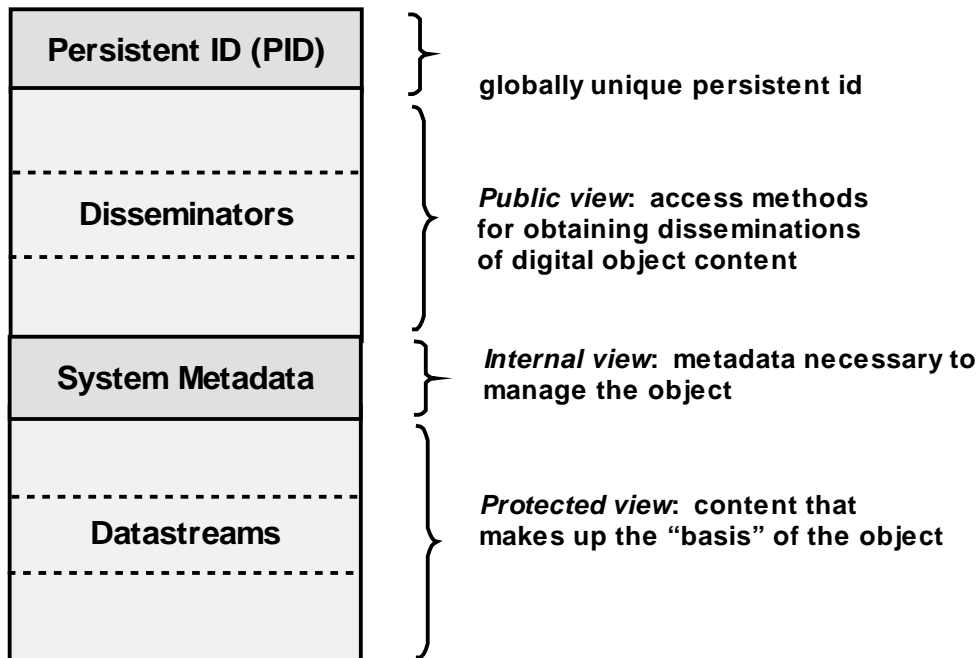 Persistent ID (PID)
globally unique persistent id
Disseminators
Public view: access methods
for obtaining disseminations
of digital object content
System Metadata
Internal view: metadata necessary to
manage the object
Datastreams
Protected view: content that
makes up the “basis” of the object